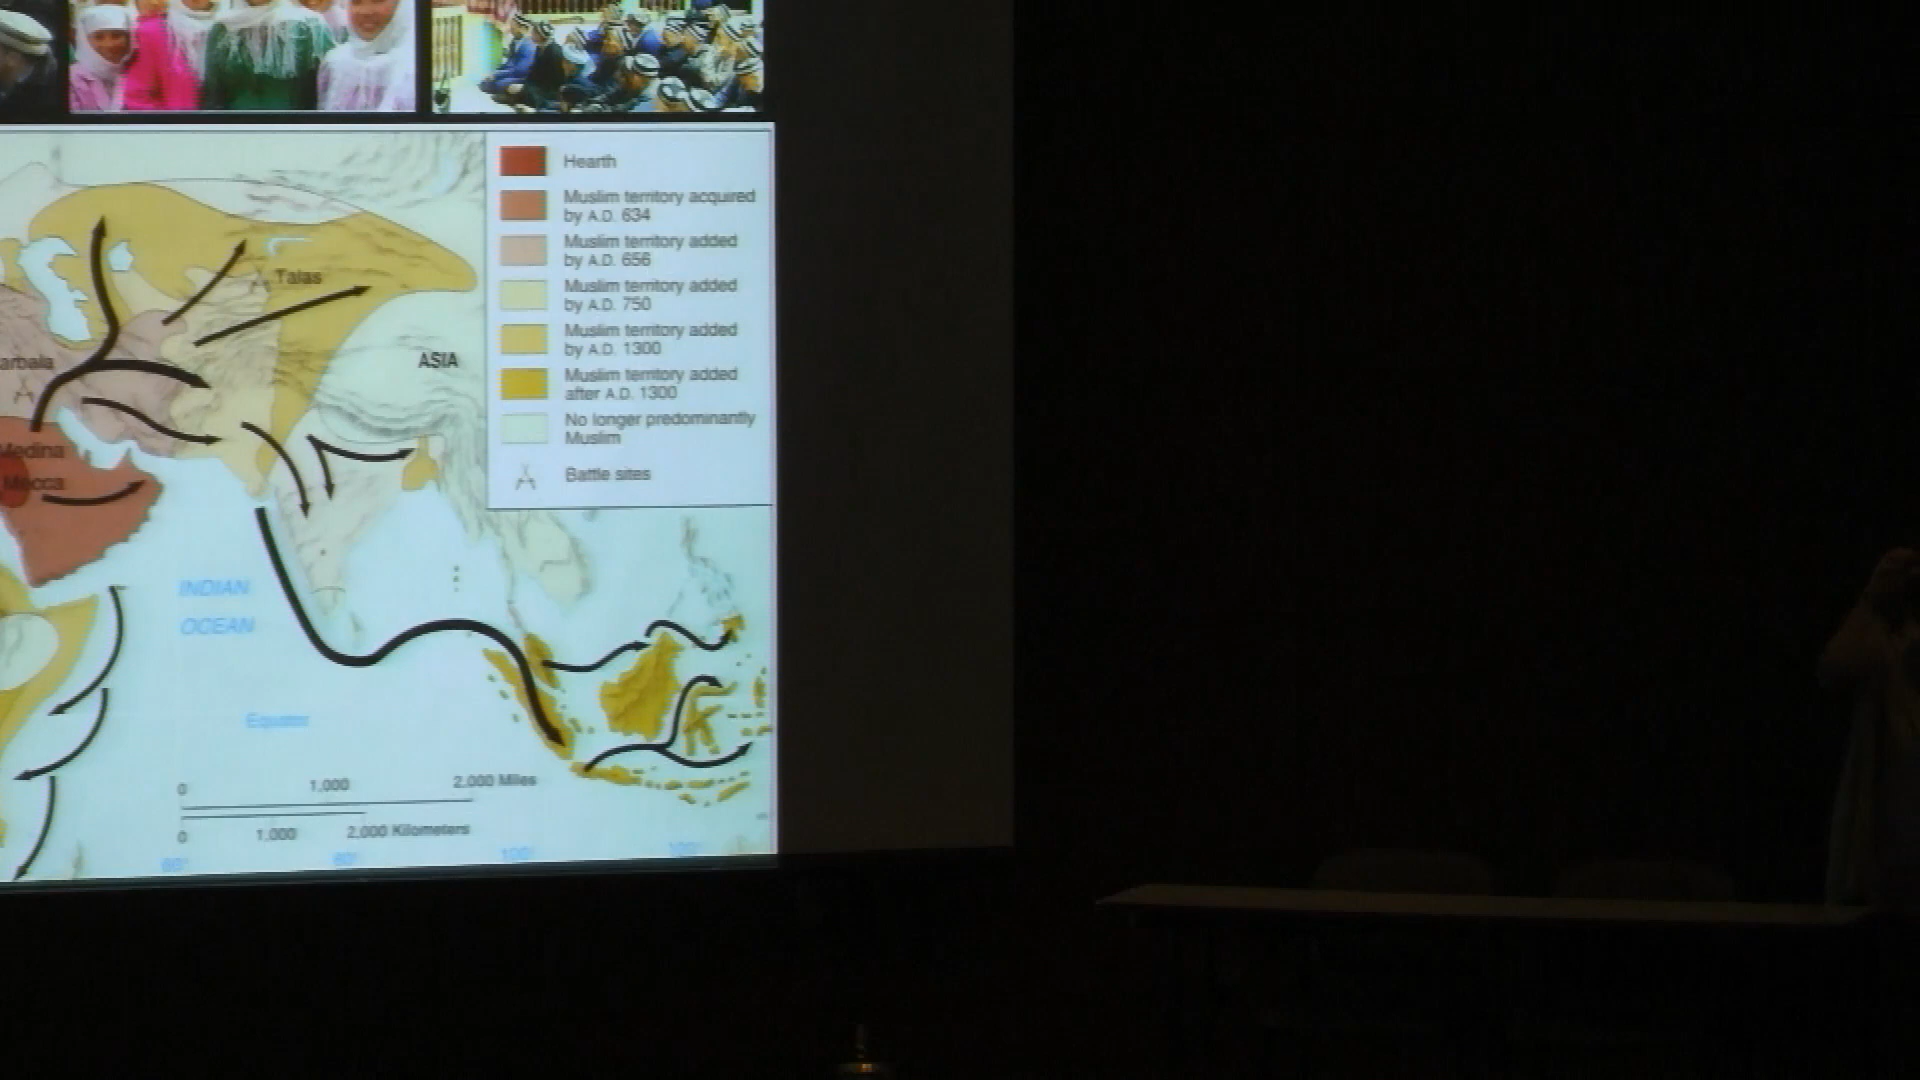 Hearth
Muslim territory acquired
by A.D. 634
Muslim territory added
by A.D. 656
Muslim territory added
by A.D. 750
Muslim territory added
by A.D. 1300
Muslim territory added
after A.D. 1300
No longer predominantly
Muslim
Battle sites
Talas
ASIA
arbala
Medina
Mecca
INDIAN
OCEAN
Equator
0 1,000 2,000 Miles
0 1,000 2,000 Kilometers